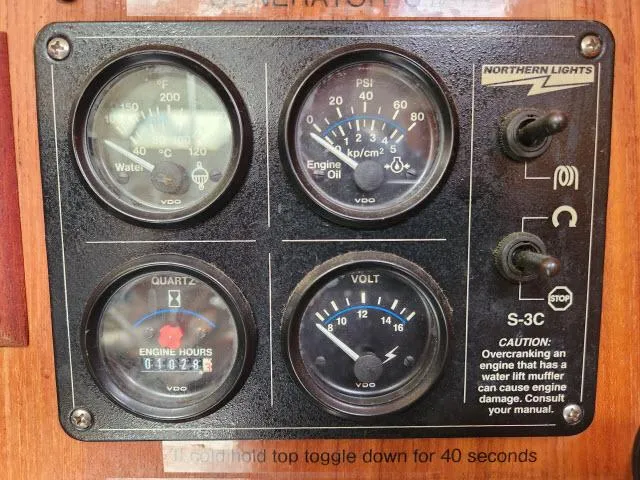 GENERATOR
°F
150
200
100
40
120
°C
Water
VDO
PSI
0 20 40 60 80
0 1 2 3 4 5
kp/cm²
Engine
Oil
VDO
NORTHERN LIGHTS
QUARTZ
ENGINE HOURS
VDO
VOLT
8 10 12 14 16
VDO
STOP
S-3C
CAUTION:
Overcranking an
engine that has a
water lift muffler
can cause engine
damage. Consult
your manual.
cold hold top toggle down for 40 seconds